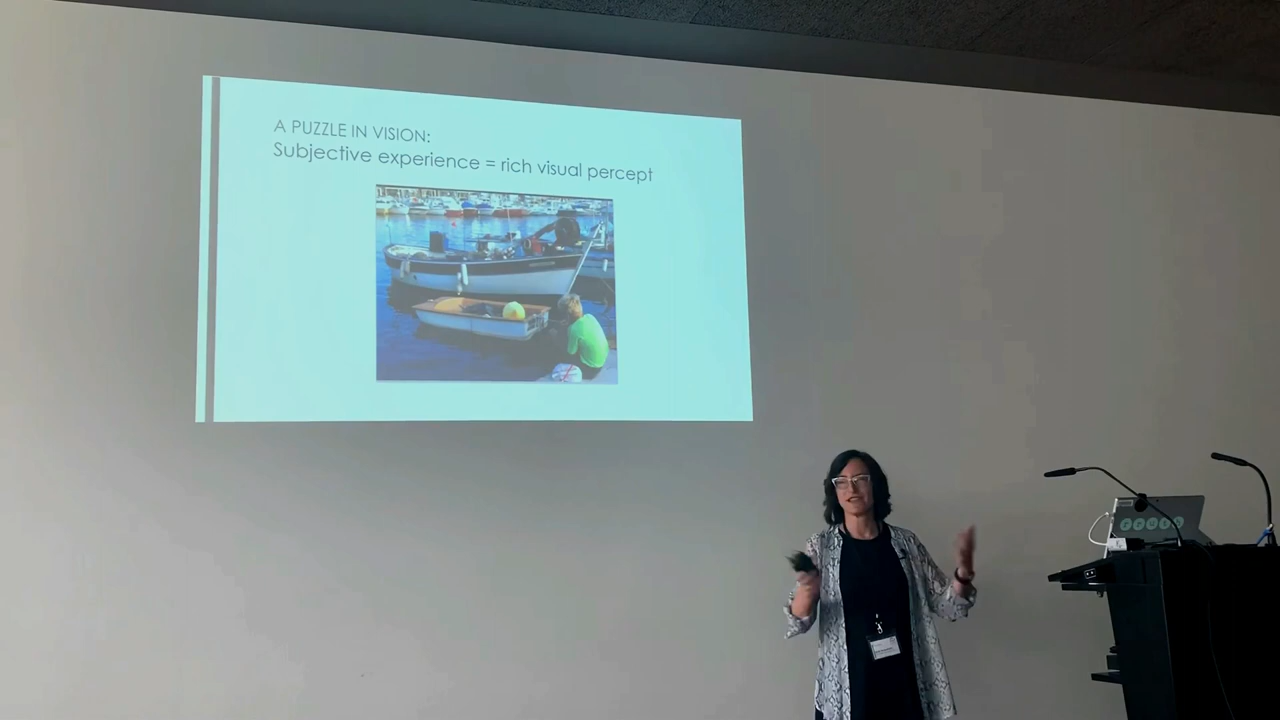 A PUZZLE IN VISION:
Subjective experience = rich visual percept